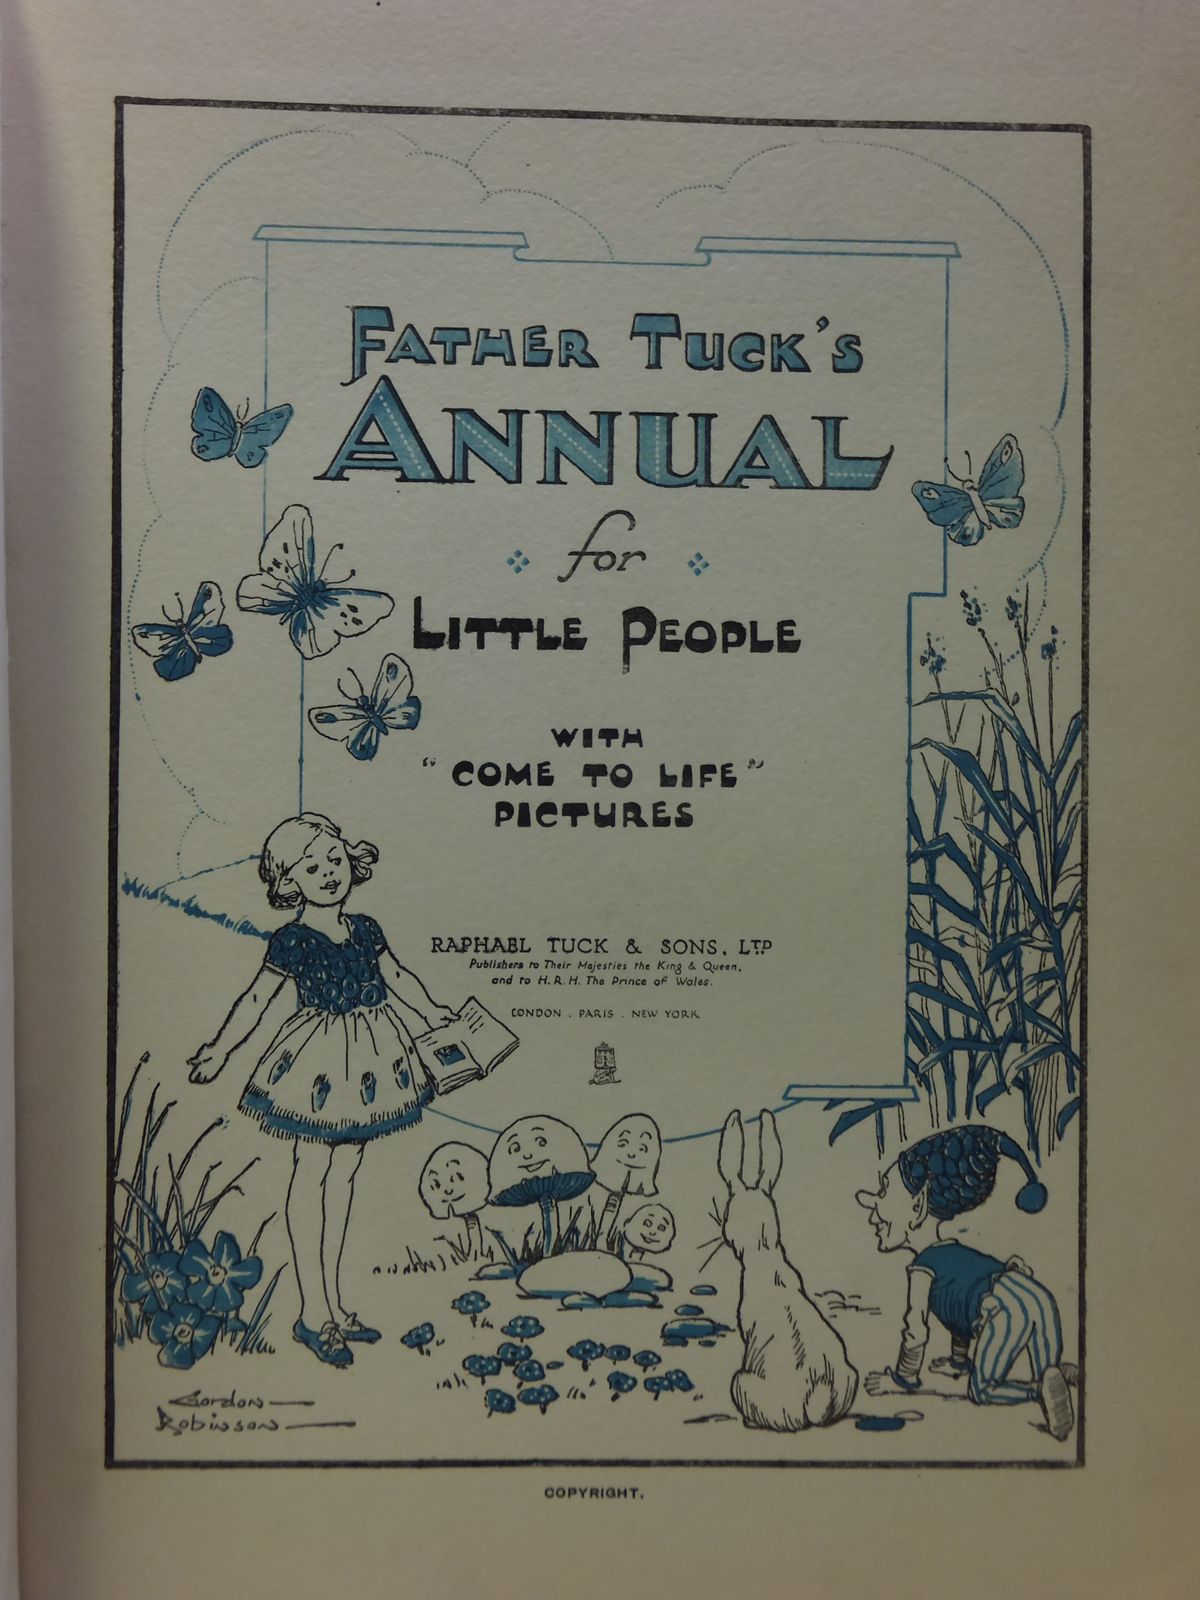 FATHER TUCK'S
ANNUAL
for
LITTLE PEOPLE
WITH
"COME TO LIFE"
PICTURES
RAPHAEL TUCK & SONS, LTD
Publishers to Their Majesties the King & Queen,
and to H.R.H. The Prince of Wales.
LONDON . PARIS . NEW YORK
Gordon
Robinson
COPYRIGHT.